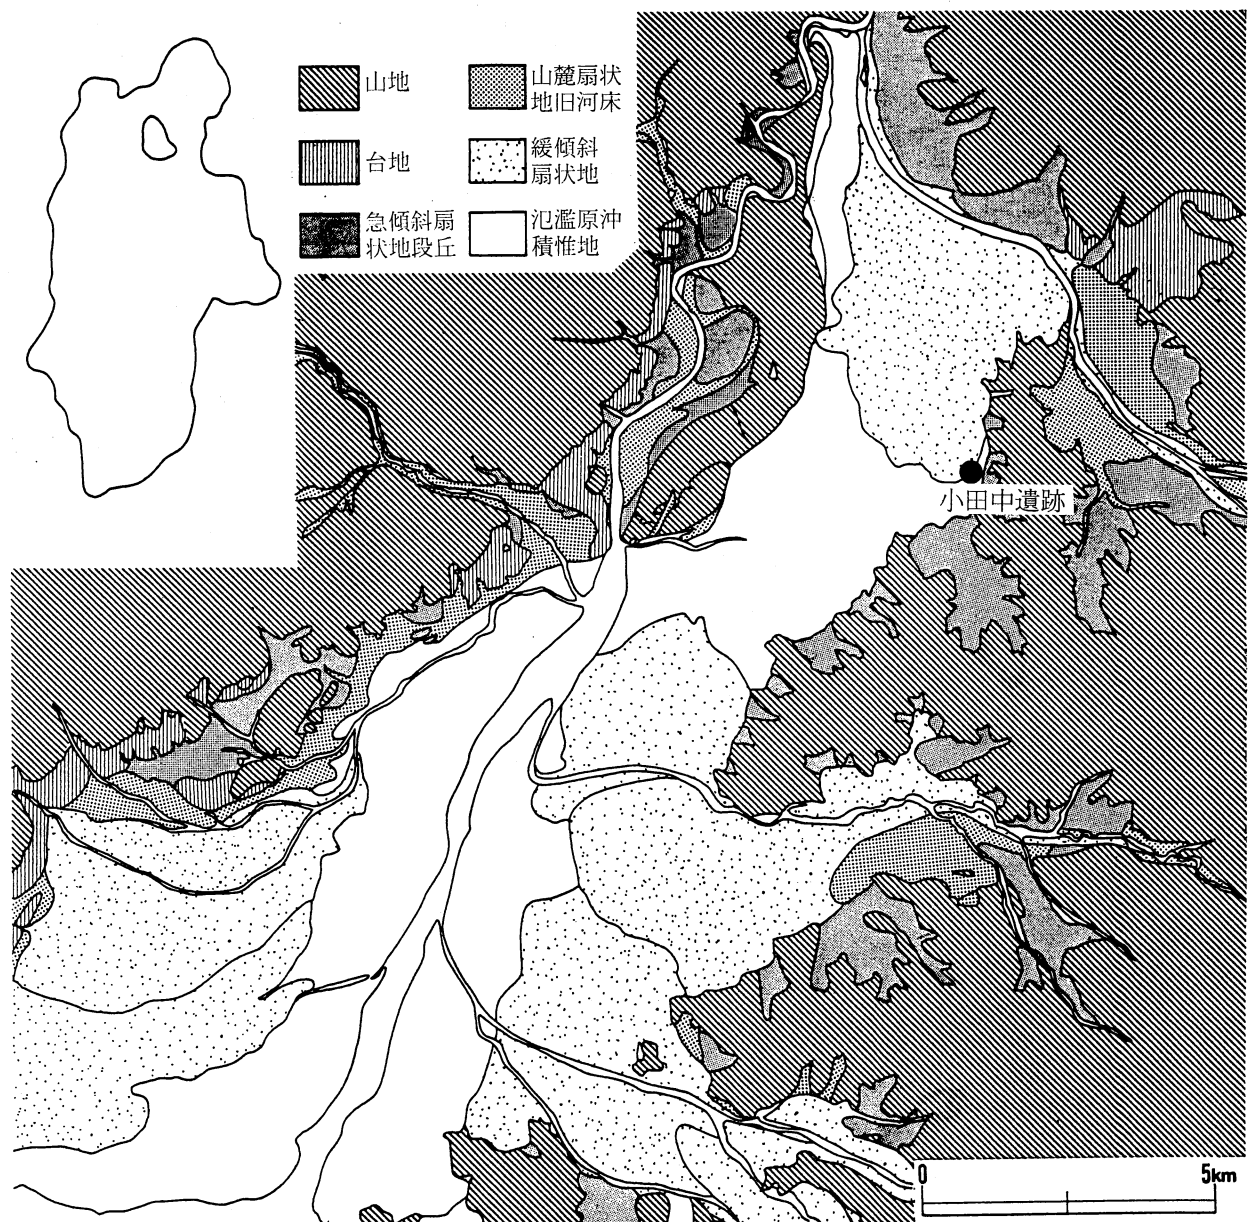 山地
台地
急傾斜扇
状地段丘
山麓扇状
地旧河床
緩傾斜
扇状地
氾濫原沖
積惟地
小田中遺跡
0 5km